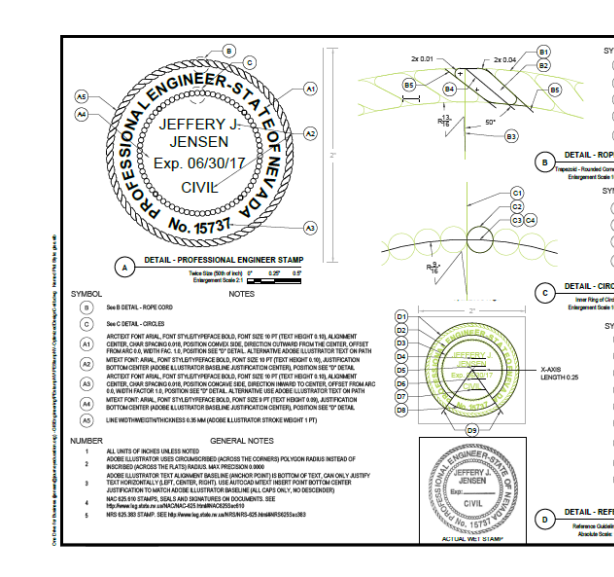 B
C
A5
A4
A1
A2
A3
PROFESSIONAL ENGINEER-STATE OF NEVADA
JEFFERY J.
JENSEN
Exp. 06/30/17
CIVIL
No. 15737
2"
A
DETAIL - PROFESSIONAL ENGINEER STAMP
Twice Size (50th of inch) 0" 0.25" 0.5"
Enlargement Scale 2:1
SYMBOL
NOTES
B See B DETAIL - ROPE CORD
C See C DETAIL - CIRCLES
A1 ARCTEXT FONT ARIAL, FONT STYLE/TYPEFACE BOLD, FONT SIZE 10 PT (TEXT HEIGHT 0.10), ALIGNMENT
CENTER, CHAR SPACING 0.018, POSITION CONVEX SIDE, DIRECTION OUTWARD FROM THE CENTER, OFFSET
FROM ARC 0.0, WIDTH FAC. 1.0, POSITION SEE "D" DETAIL. ALTERNATIVE ADOBE ILLUSTRATOR TEXT ON PATH
A2 MTEXT FONT: ARIAL, FONT STYLE/TYPEFACE BOLD, FONT SIZE 10 PT (TEXT HEIGHT 0.10), JUSTIFICATION
BOTTOM CENTER (ADOBE ILLUSTRATOR BASELINE JUSTIFICATION CENTER), POSITION SEE "D" DETAIL
A3 ARCTEXT FONT: ARIAL, FONT STYLE/TYPEFACE BOLD, FONT SIZE 10 PT (TEXT HEIGHT 0.10), ALIGNMENT
CENTER, CHAR SPACING 0.018, POSITION CONCAVE SIDE, DIRECTION INWARD TO CENTER, OFFSET FROM ARC
0.0, WIDTH FACTOR 1.0, POSITION SEE "D" DETAIL. ALTERNATIVE USE ADOBE ILLUSTRATOR TEXT ON PATH
A4 MTEXT FONT: ARIAL, FONT STYLE/TYPEFACE BOLD, FONT SIZE 9 PT (TEXT HEIGHT 0.09), JUSTIFICATION
BOTTOM CENTER (ADOBE ILLUSTRATOR BASELINE JUSTIFICATION CENTER), POSITION SEE "D" DETAIL
A5 LINE WIDTH/WEIGTH/THICKNESS 0.35 MM (ADOBE ILLUSTRATOR STROKE WEIGHT 1 PT)
NUMBER
GENERAL NOTES
1 ALL UNITS OF INCHES UNLESS NOTED
2 ADOBE ILLUSTRATOR USES CIRCUMSCRIBED (ACROSS THE CORNERS) POLYGON RADIUS INSTEAD OF
INSCRIBED (ACROSS THE FLATS) RADIUS. MAX PRECISION 0.0000
3 ADOBE ILLUSTRATOR TEXT ALIGNMENT BASELINE (ANCHOR POINT) IS BOTTOM OF TEXT, CAN ONLY JUSTIFY
TEXT HORIZONTALLY (LEFT, CENTER, RIGHT). USE AUTOCAD MTEXT INSERT POINT BOTTOM CENTER
JUSTIFICATION TO MATCH ADOBE ILLUSTRATOR BASELINE (ALL CAPS ONLY, NO DESCENDER)
4 NAC 625.610 STAMPS, SEALS AND SIGNATURES ON DOCUMENTS. SEE
http://www.leg.state.nv.us/NAC/NAC-625.html#NAC625Sec610
5 NRS 625.383 STAMP. SEE http://www.leg.state.nv.us/NRS/NRS-625.html#NRS625Sec383
2x 0.01
2x 0.04
B1
B2
B5
B4
B5
50°
B3
B
DETAIL - ROP
Trapezoid - Rounded Corne
Enlargement Scale 1
SY
C1
C2
C3 C4
C
DETAIL - CIRC
Inner Ring of Circ
Enlargement Scale 1
SY
2"
D1
D2
D3
D4
D5
D6
D7
D8
D9
JEFFERY J.
JENSEN
X-AXIS
LENGTH 0.25
PROFESSIONAL ENGINEER-STATE OF NEVADA
JEFFERY J.
JENSEN
Exp:
CIVIL
No. 15737
ACTUAL WET STAMP
D
DETAIL - REFE
Reference Guidelin
Absolute Scale:
SY